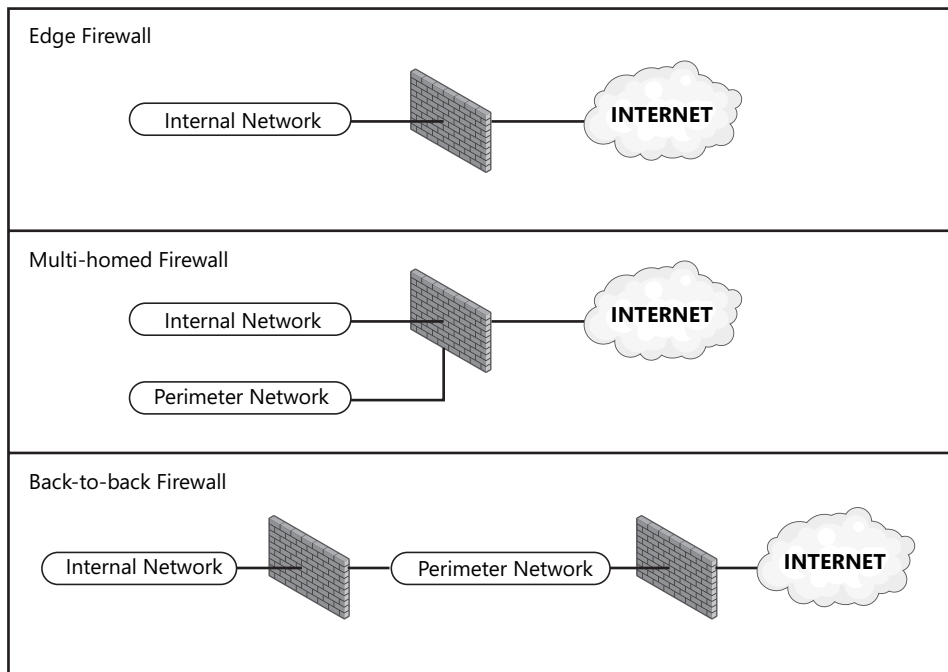 Edge Firewall
Internal Network
INTERNET
Multi-homed Firewall
Internal Network
INTERNET
Perimeter Network
Back-to-back Firewall
Internal Network
Perimeter Network
INTERNET